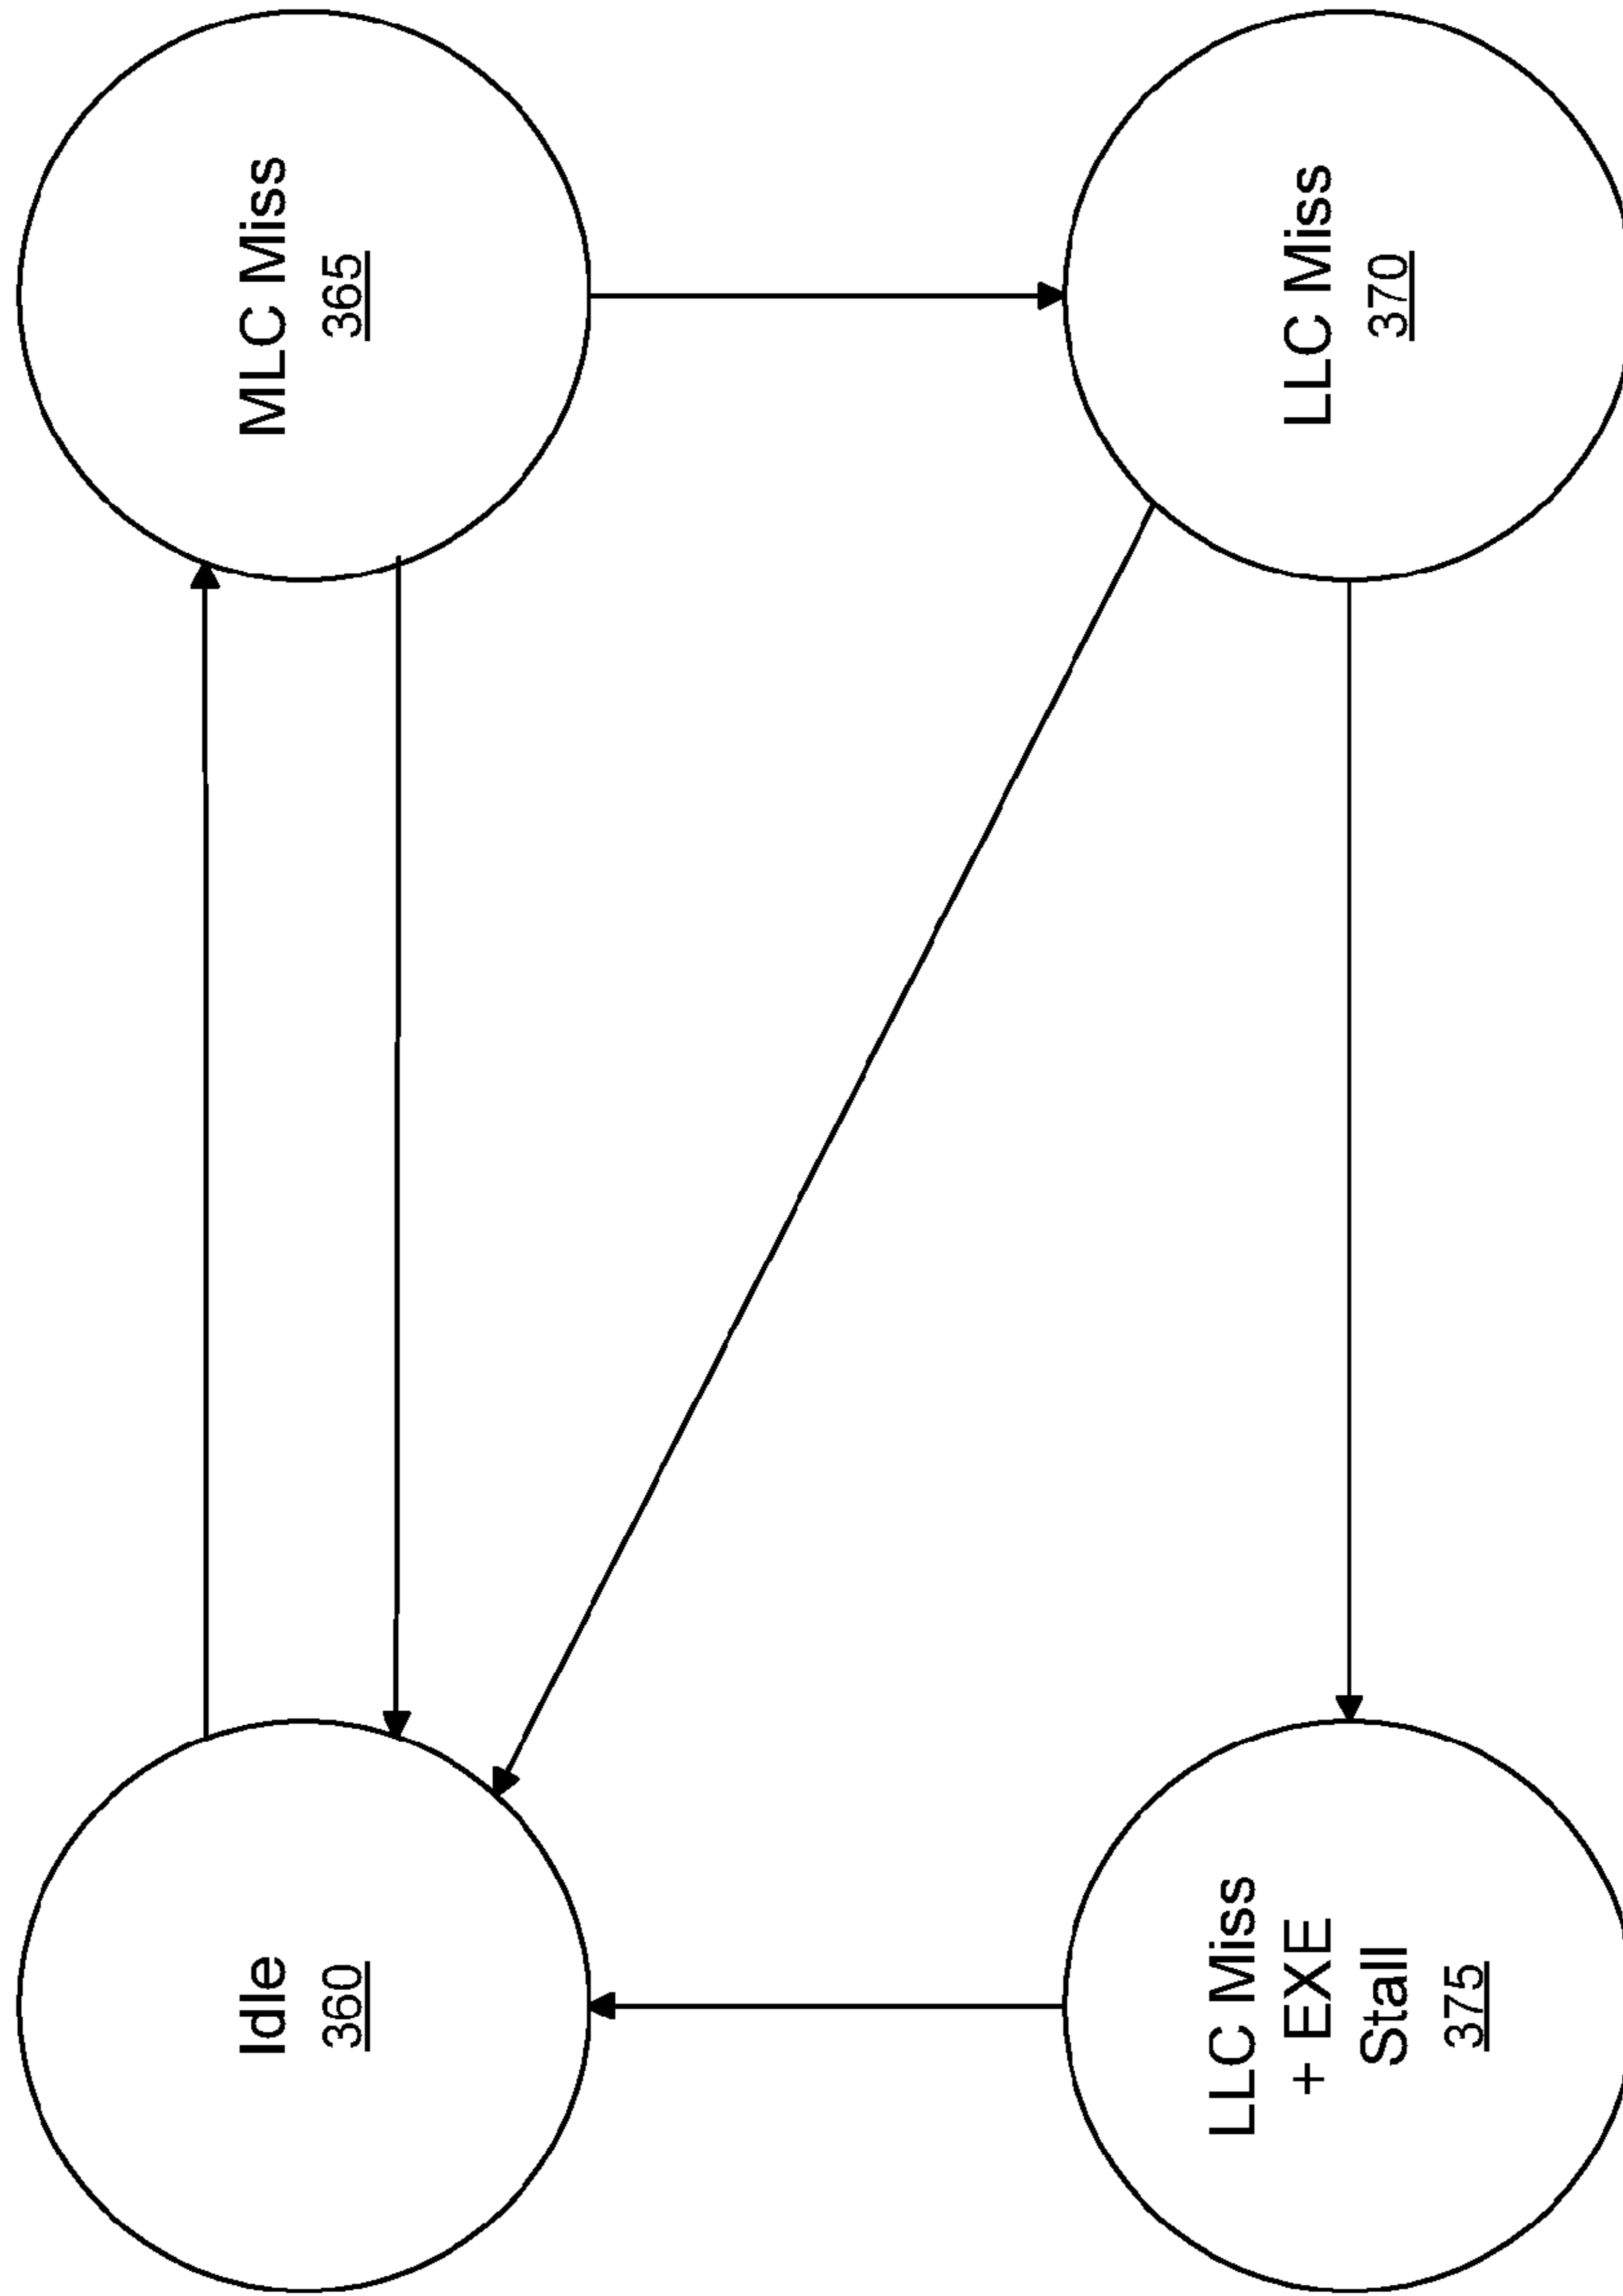 Idle
360
MLC Miss
365
LLC Miss
+ EXE
Stall
375
LLC Miss
370